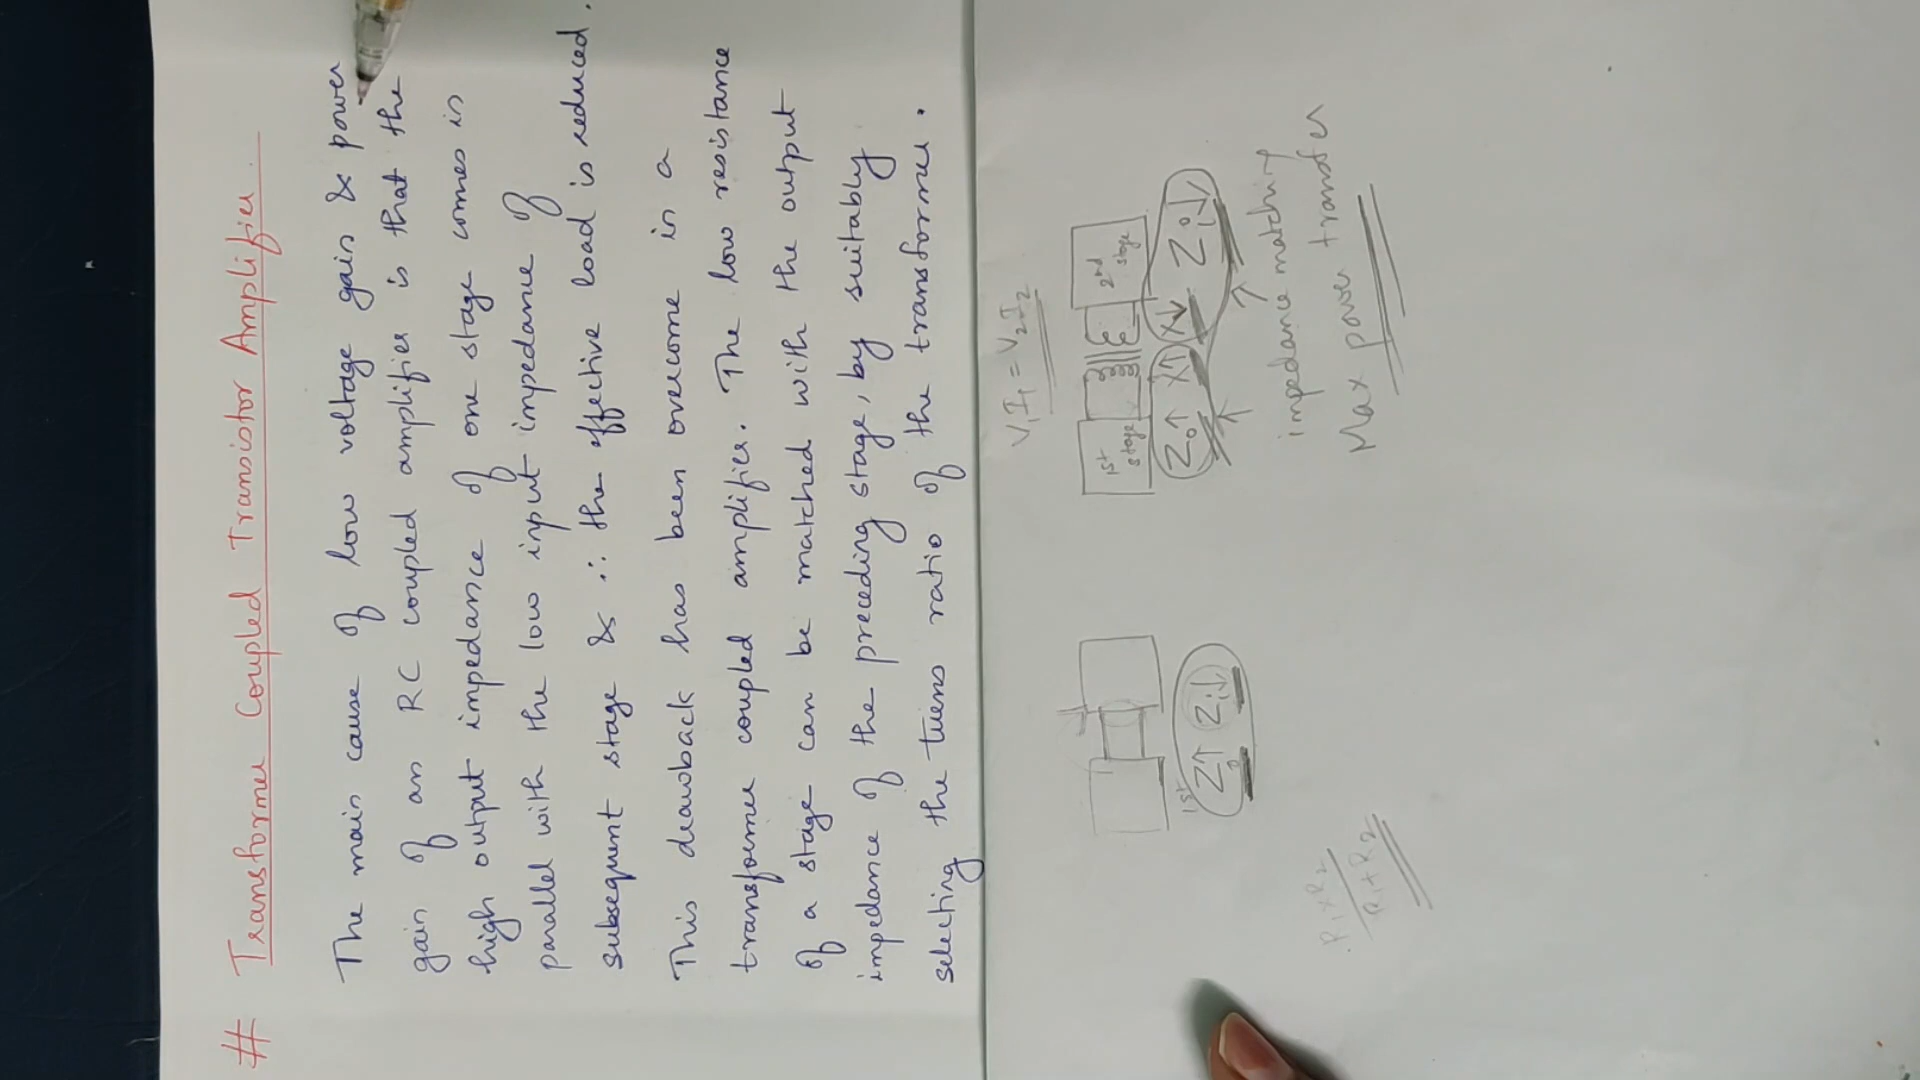 # Transformer Coupled Transistor Amplifier.
The main cause of low voltage gain & power
gain of an RC coupled amplifier is that the
high output impedance of one stage comes in
parallel with the low input impedance of
subsequent stage & ∴ the effective load is reduced.
This drawback has been overcome in a
transformer coupled amplifier. The low resistance
of a stage can be matched with the output
impedance of the preceding stage, by suitably
selecting the turns ratio of the transformer.
V₁I₁ = V₂I₂
1st stage
2nd stage
Z₀↑ X↑ X↓ Zᵢ↓
impedance matching
Max power transfer
1st
Z₀↑ Zᵢ↓
R₁×R₂
R₁+R₂